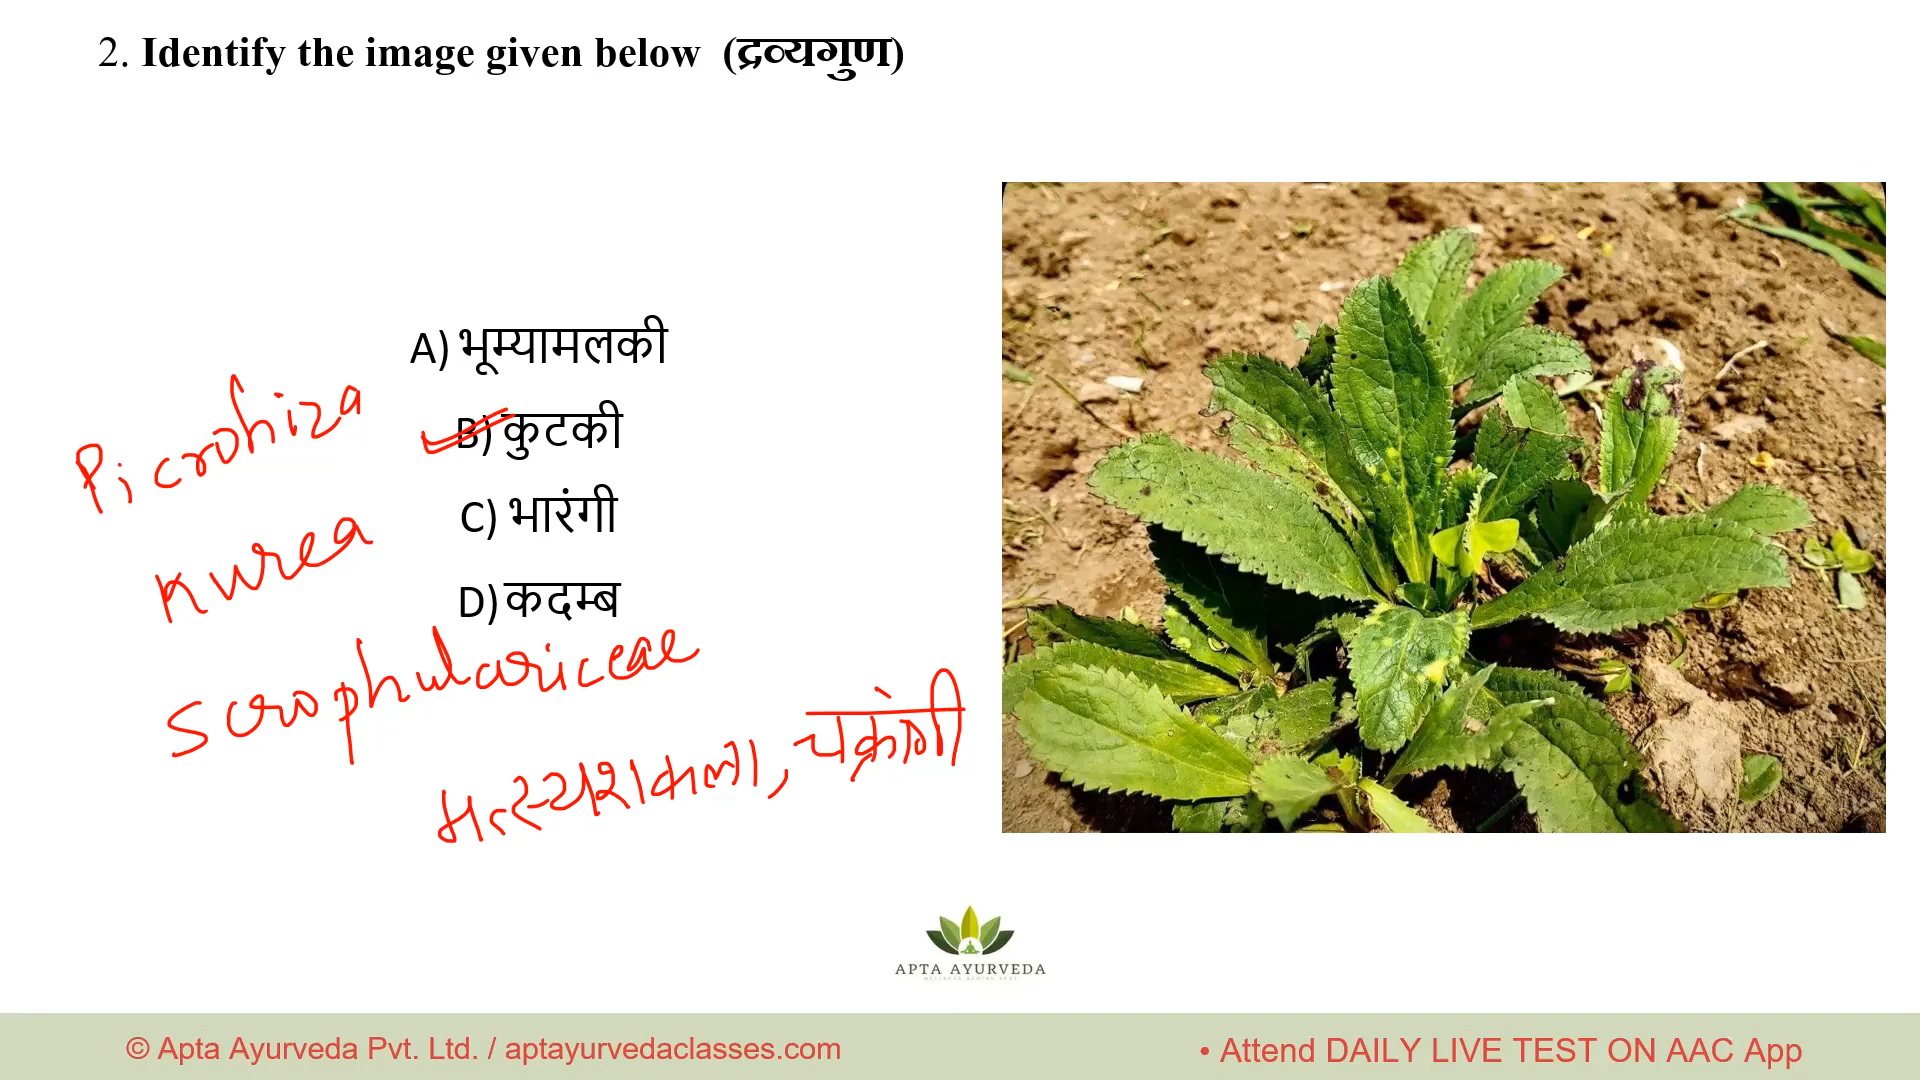 2. Identify the image given below (द्रव्यगुण)
A) भूम्यामलकी
Picrohiza
B) कुटकी
C) भारंगी
Kurea
D) कदम्ब
Scrophulariceae
मत्स्यशकला, चक्रांगी
APTA AYURVEDA
© Apta Ayurveda Pvt. Ltd. / aptayurvedaclasses.com
• Attend DAILY LIVE TEST ON AAC App